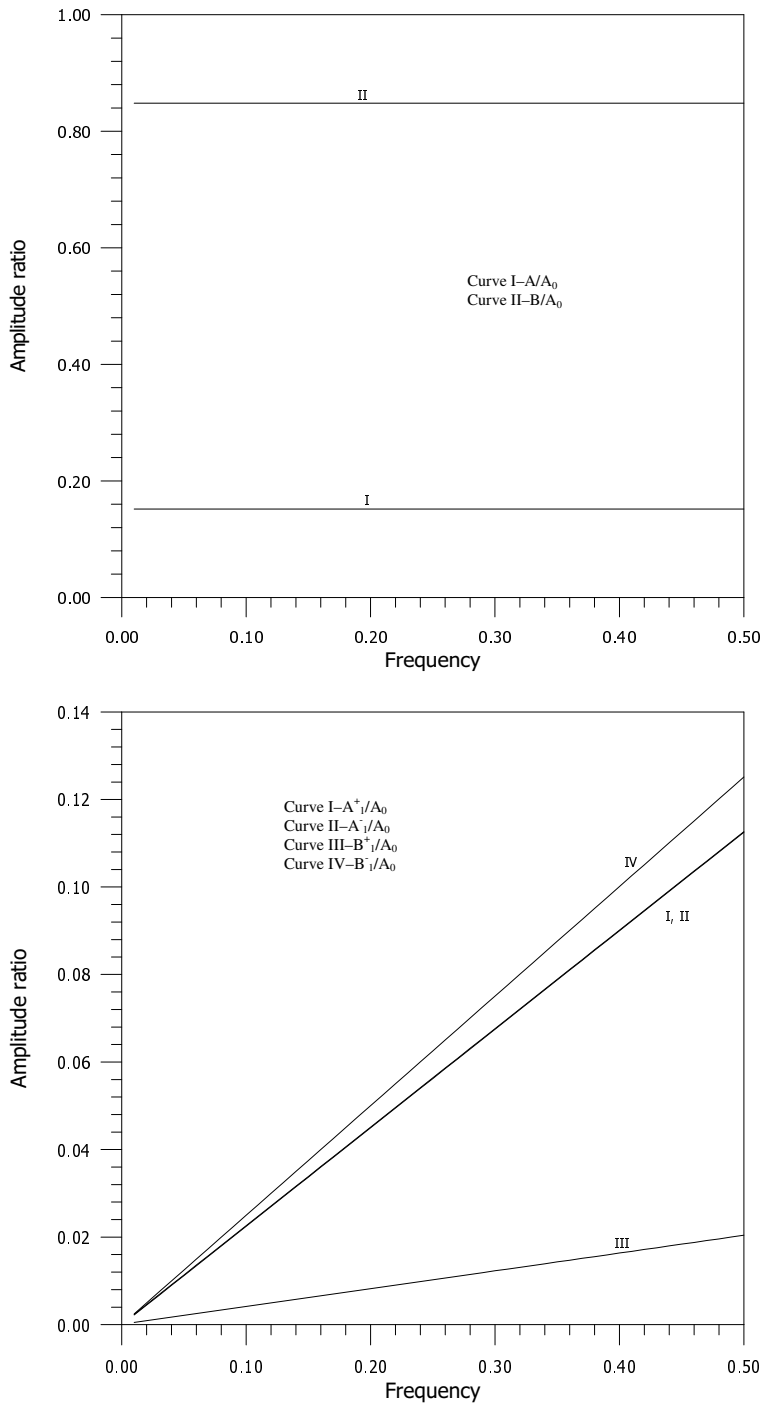 1.00
II
0.80
0.60
Amplitude ratio
Curve I–A/A₀
Curve II–B/A₀
0.40
0.20
I
0.00
0.00 0.10 0.20 0.30 0.40 0.50
Frequency
0.14
0.12
Curve I–A⁺₁/A₀
Curve II–A⁻₁/A₀
Curve III–B⁺₁/A₀
Curve IV–B⁻₁/A₀
IV
0.10
I, II
0.08
Amplitude ratio
0.06
0.04
0.02
III
0.00
0.00 0.10 0.20 0.30 0.40 0.50
Frequency